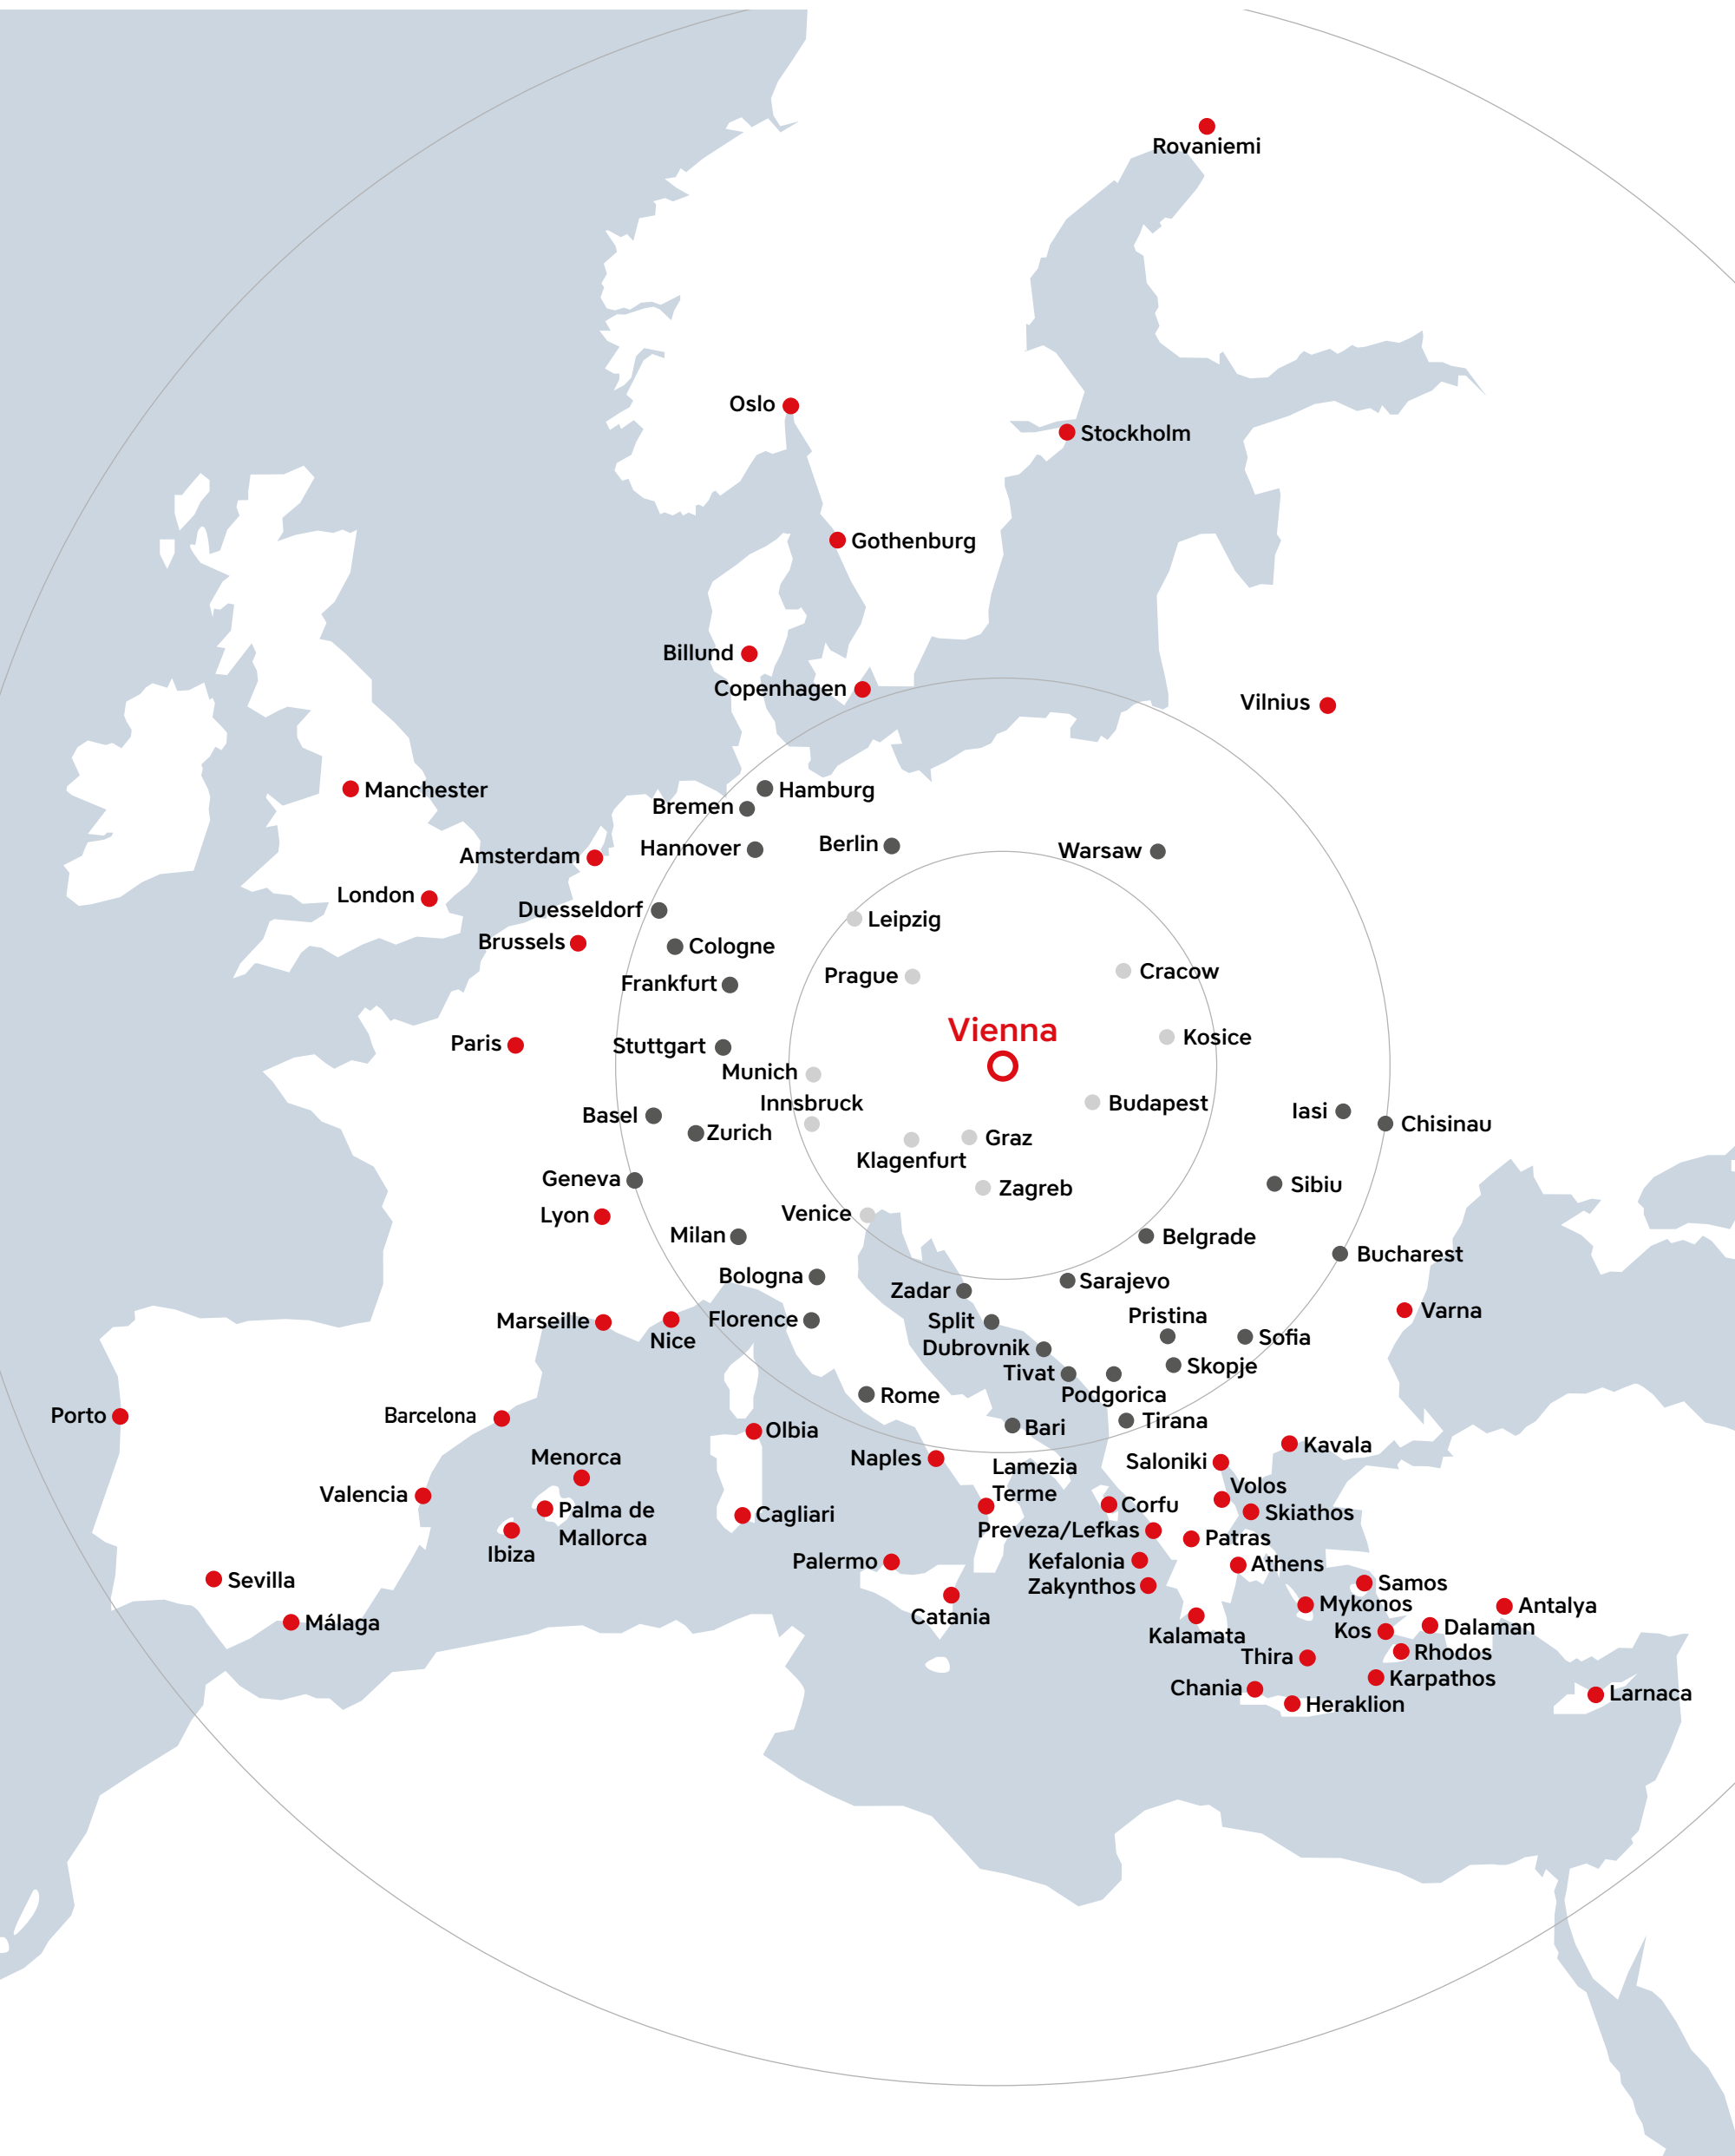 Rovaniemi
Oslo
Stockholm
Gothenburg
Billund
Copenhagen
Vilnius
Manchester
Hamburg
Bremen
Berlin
Hannover
Warsaw
Amsterdam
London
Duesseldorf
Leipzig
Brussels
Cologne
Cracow
Prague
Frankfurt
Vienna
Kosice
Paris
Stuttgart
Munich
Innsbruck
Budapest
Iasi
Basel
Chisinau
Zurich
Graz
Klagenfurt
Geneva
Sibiu
Zagreb
Venice
Lyon
Milan
Belgrade
Bucharest
Bologna
Sarajevo
Zadar
Varna
Pristina
Marseille
Florence
Split
Nice
Sofia
Dubrovnik
Skopje
Tivat
Podgorica
Rome
Porto
Barcelona
Tirana
Bari
Olbia
Kavala
Menorca
Naples
Saloniki
Lamezia
Terme
Volos
Valencia
Corfu
Palma de
Mallorca
Cagliari
Skiathos
Preveza/Lefkas
Patras
Ibiza
Palermo
Kefalonia
Athens
Sevilla
Samos
Zakynthos
Mykonos
Antalya
Catania
Málaga
Dalaman
Kos
Kalamata
Rhodos
Thira
Karpathos
Chania
Larnaca
Heraklion